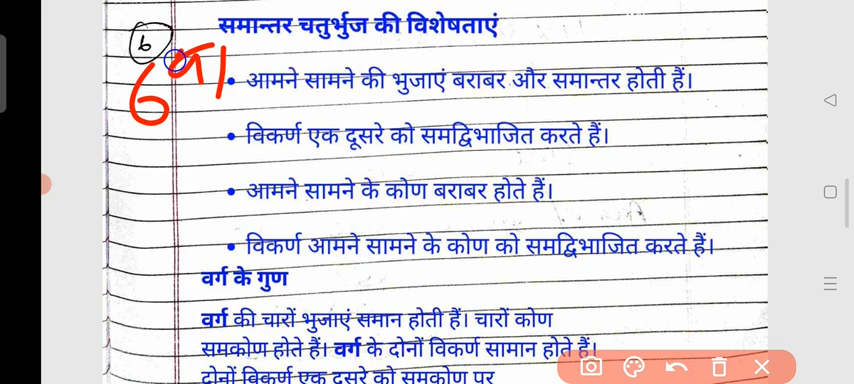 समान्तर चतुर्भुज की विशेषताएं
b
6 वा
• आमने सामने की भुजाएं बराबर और समान्तर होती हैं।
• विकर्ण एक दूसरे को समद्विभाजित करते हैं।
• आमने सामने के कोण बराबर होते हैं।
• विकर्ण आमने सामने के कोण को समद्विभाजित करते हैं।
वर्ग के गुण
वर्ग की चारों भुजाएं समान होती हैं। चारों कोण
समकोण होते हैं। वर्ग के दोनों विकर्ण सामान होते हैं।
दोनों विकर्ण एक दूसरे को समकोण पर